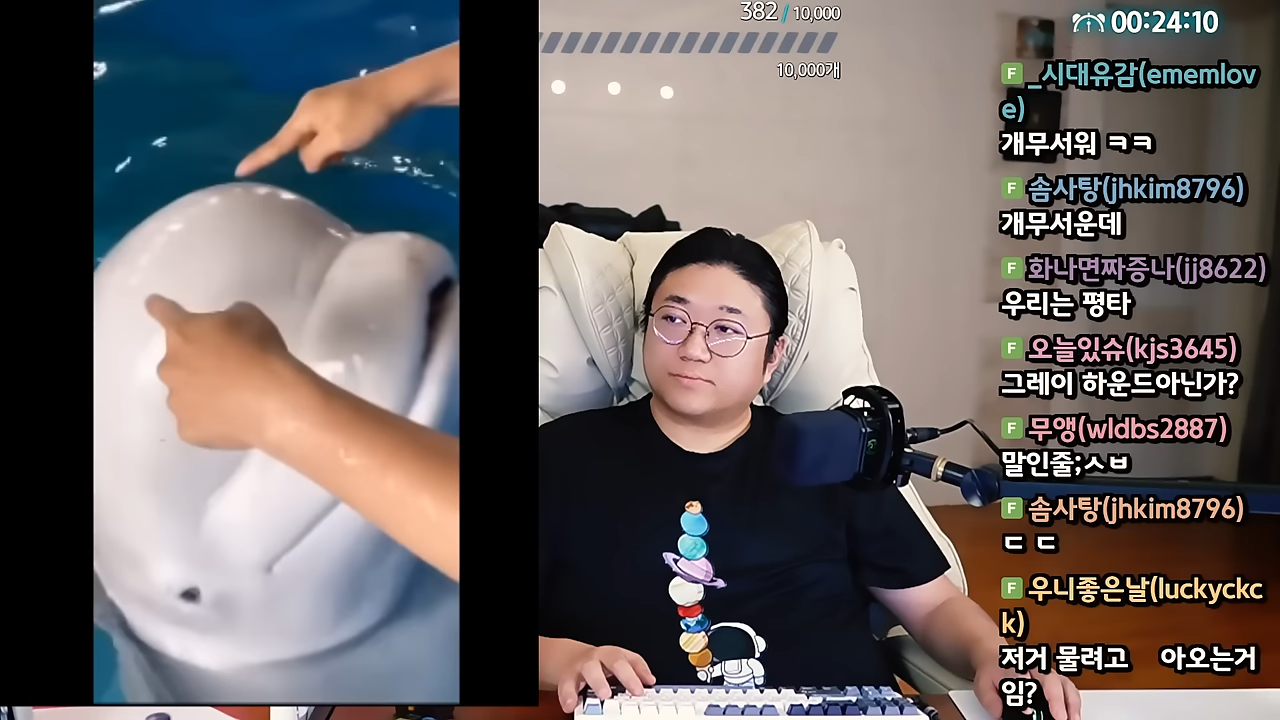 382 / 10,000
10,000개
00:24:10
F _시대유감(ememlov
e)
개무서워 ㅋㅋ
F 솜사탕(jhkim8796)
개무서운데
F 화나면짜증나(jj8622)
우리는 평타
F 오늘있슈(kjs3645)
그레이 하운드아닌가?
F 무앵(wldbs2887)
말인줄;ㅅㅂ
F 솜사탕(jhkim8796)
ㄷ ㄷ
F 우니좋은날(luckyckc
k)
저거 물려고 아오는거
임?